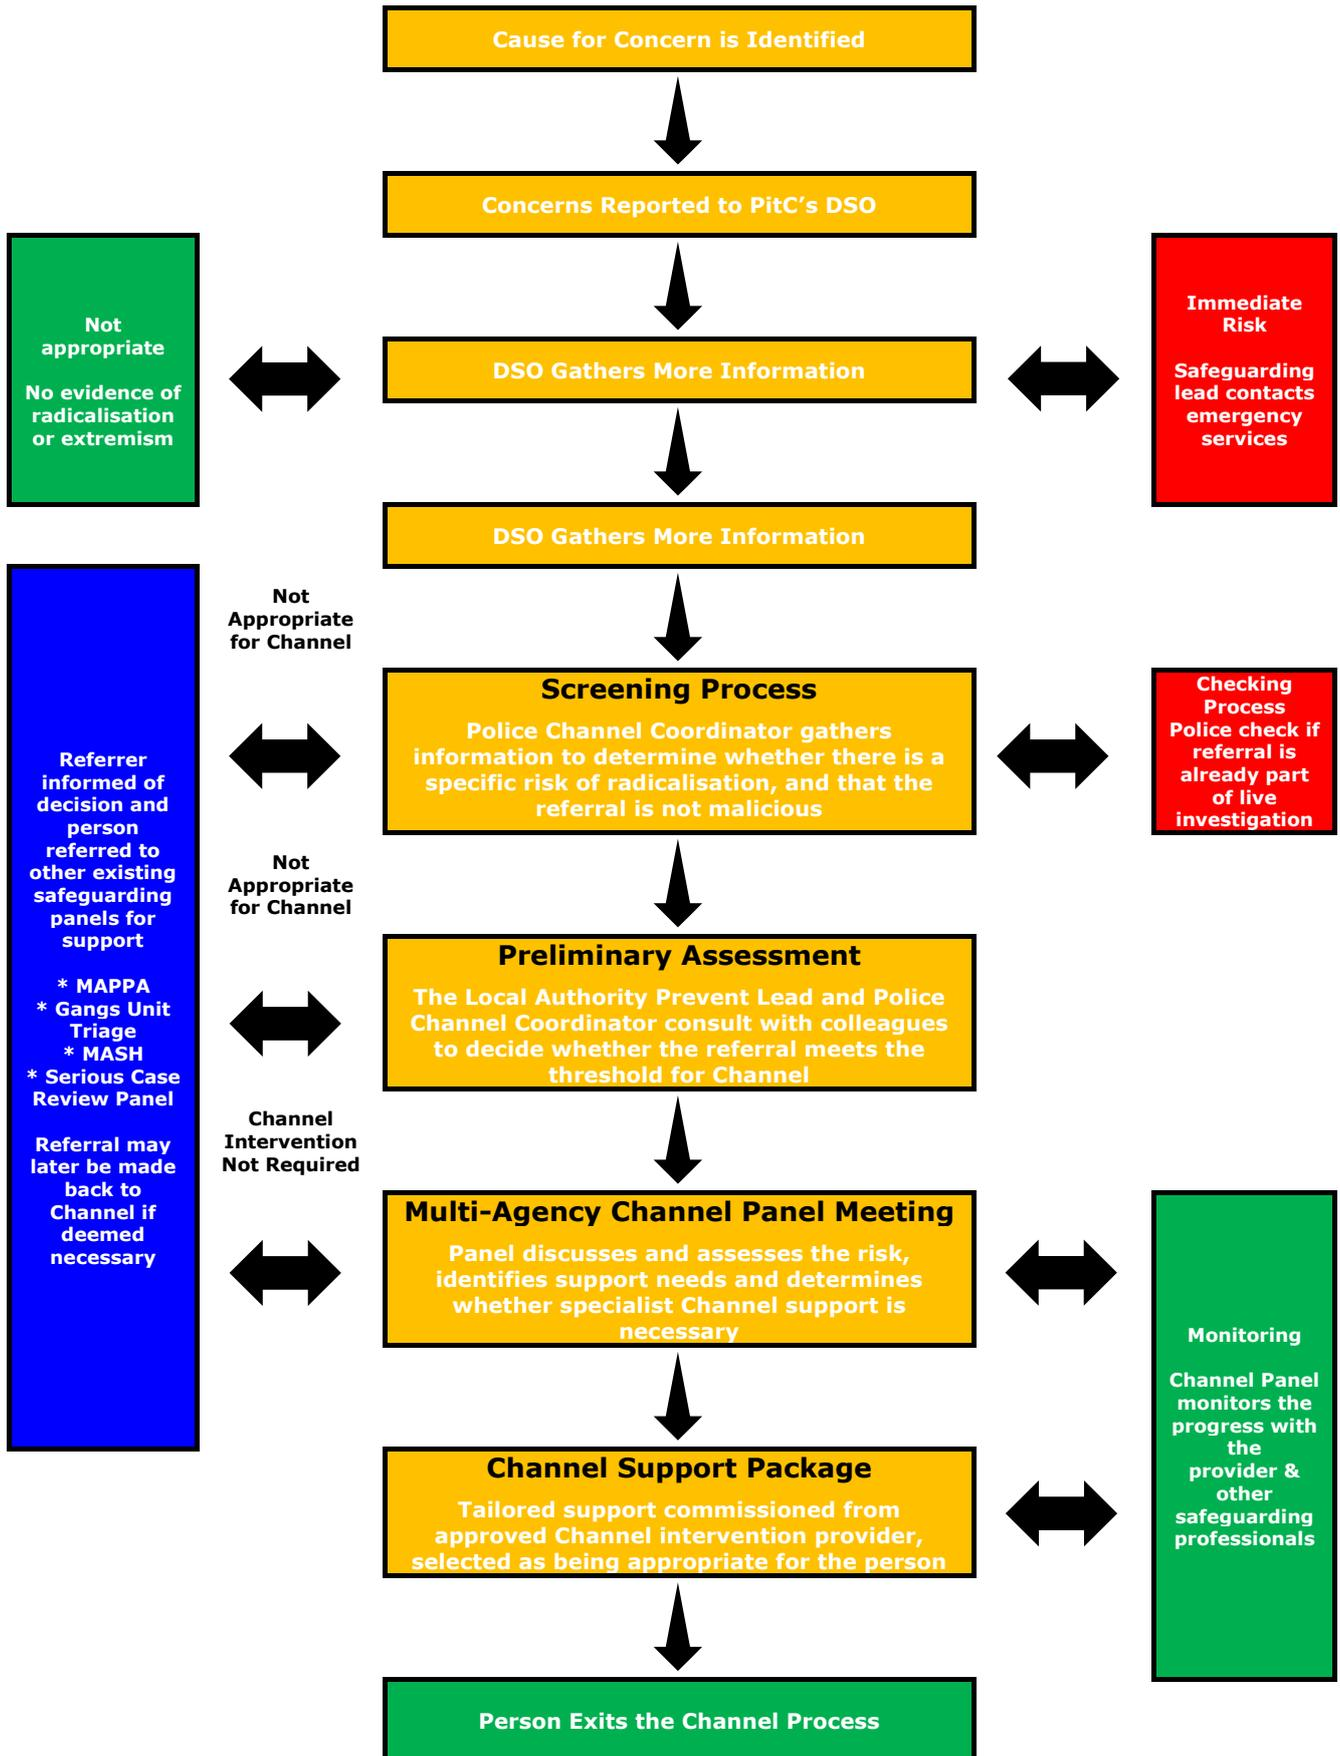 Cause for Concern is Identified
Concerns Reported to PitC’s DSO
Not
appropriate
No evidence of
radicalisation
or extremism
DSO Gathers More Information
Immediate
Risk
Safeguarding
lead contacts
emergency
services
DSO Gathers More Information
Referrer
informed of
decision and
person
referred to
other existing
safeguarding
panels for
support
* MAPPA
* Gangs Unit
Triage
* MASH
* Serious Case
Review Panel
Referral may
later be made
back to
Channel if
deemed
necessary
Not
Appropriate
for Channel
Screening Process
Police Channel Coordinator gathers
information to determine whether there is a
specific risk of radicalisation, and that the
referral is not malicious
Checking
Process
Police check if
referral is
already part
of live
investigation
Not
Appropriate
for Channel
Preliminary Assessment
The Local Authority Prevent Lead and Police
Channel Coordinator consult with colleagues
to decide whether the referral meets the
threshold for Channel
Channel
Intervention
Not Required
Multi-Agency Channel Panel Meeting
Panel discusses and assesses the risk,
identifies support needs and determines
whether specialist Channel support is
necessary
Monitoring
Channel Panel
monitors the
progress with
the
provider &
other
safeguarding
professionals
Channel Support Package
Tailored support commissioned from
approved Channel intervention provider,
selected as being appropriate for the person
Person Exits the Channel Process